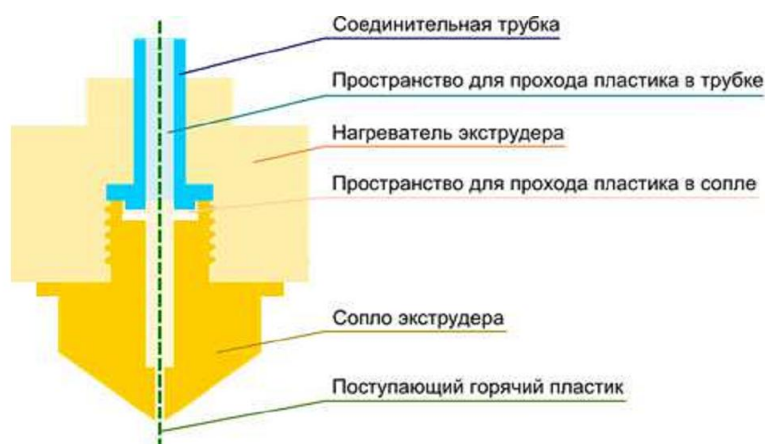 Соединительная трубка
Пространство для прохода пластика в трубке
Нагреватель экструдера
Пространство для прохода пластика в сопле
Сопло экструдера
Поступающий горячий пластик